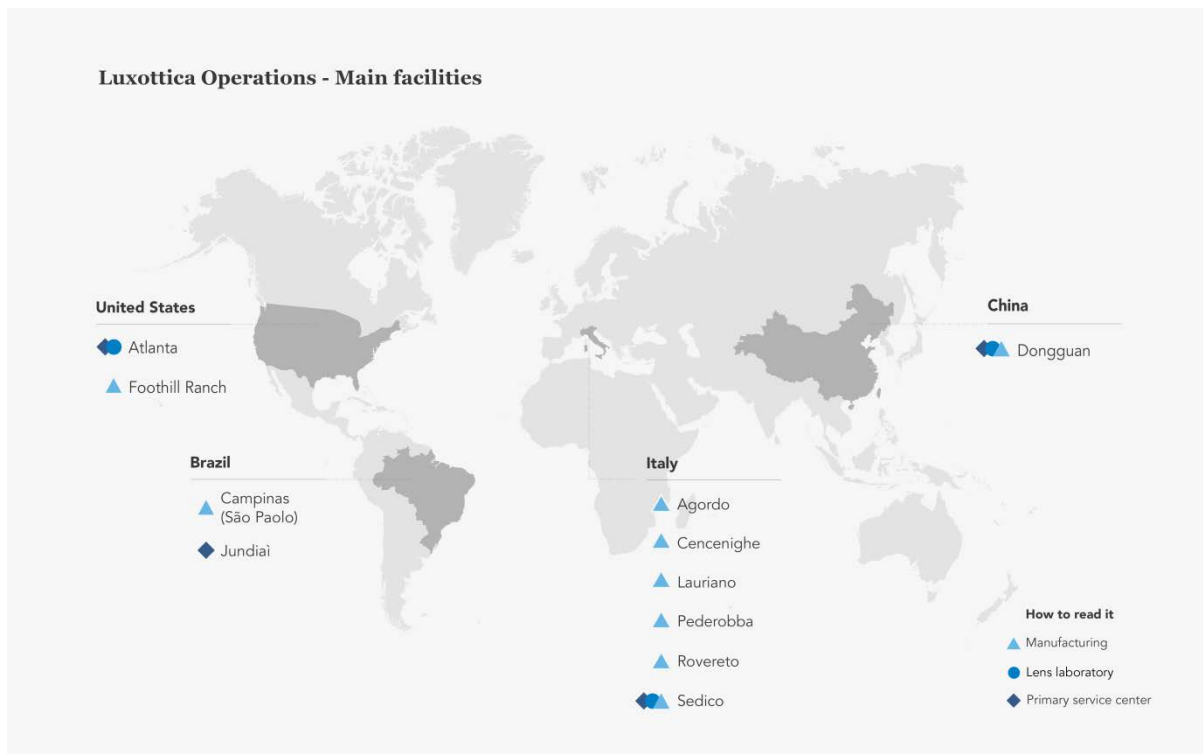 Luxottica Operations - Main facilities
United States
Atlanta
Foothill Ranch
Brazil
Campinas
(São Paolo)
Jundiaì
Italy
Agordo
Cencenighe
Lauriano
Pederobba
Rovereto
Sedico
China
Dongguan
How to read it
Manufacturing
Lens laboratory
Primary service center